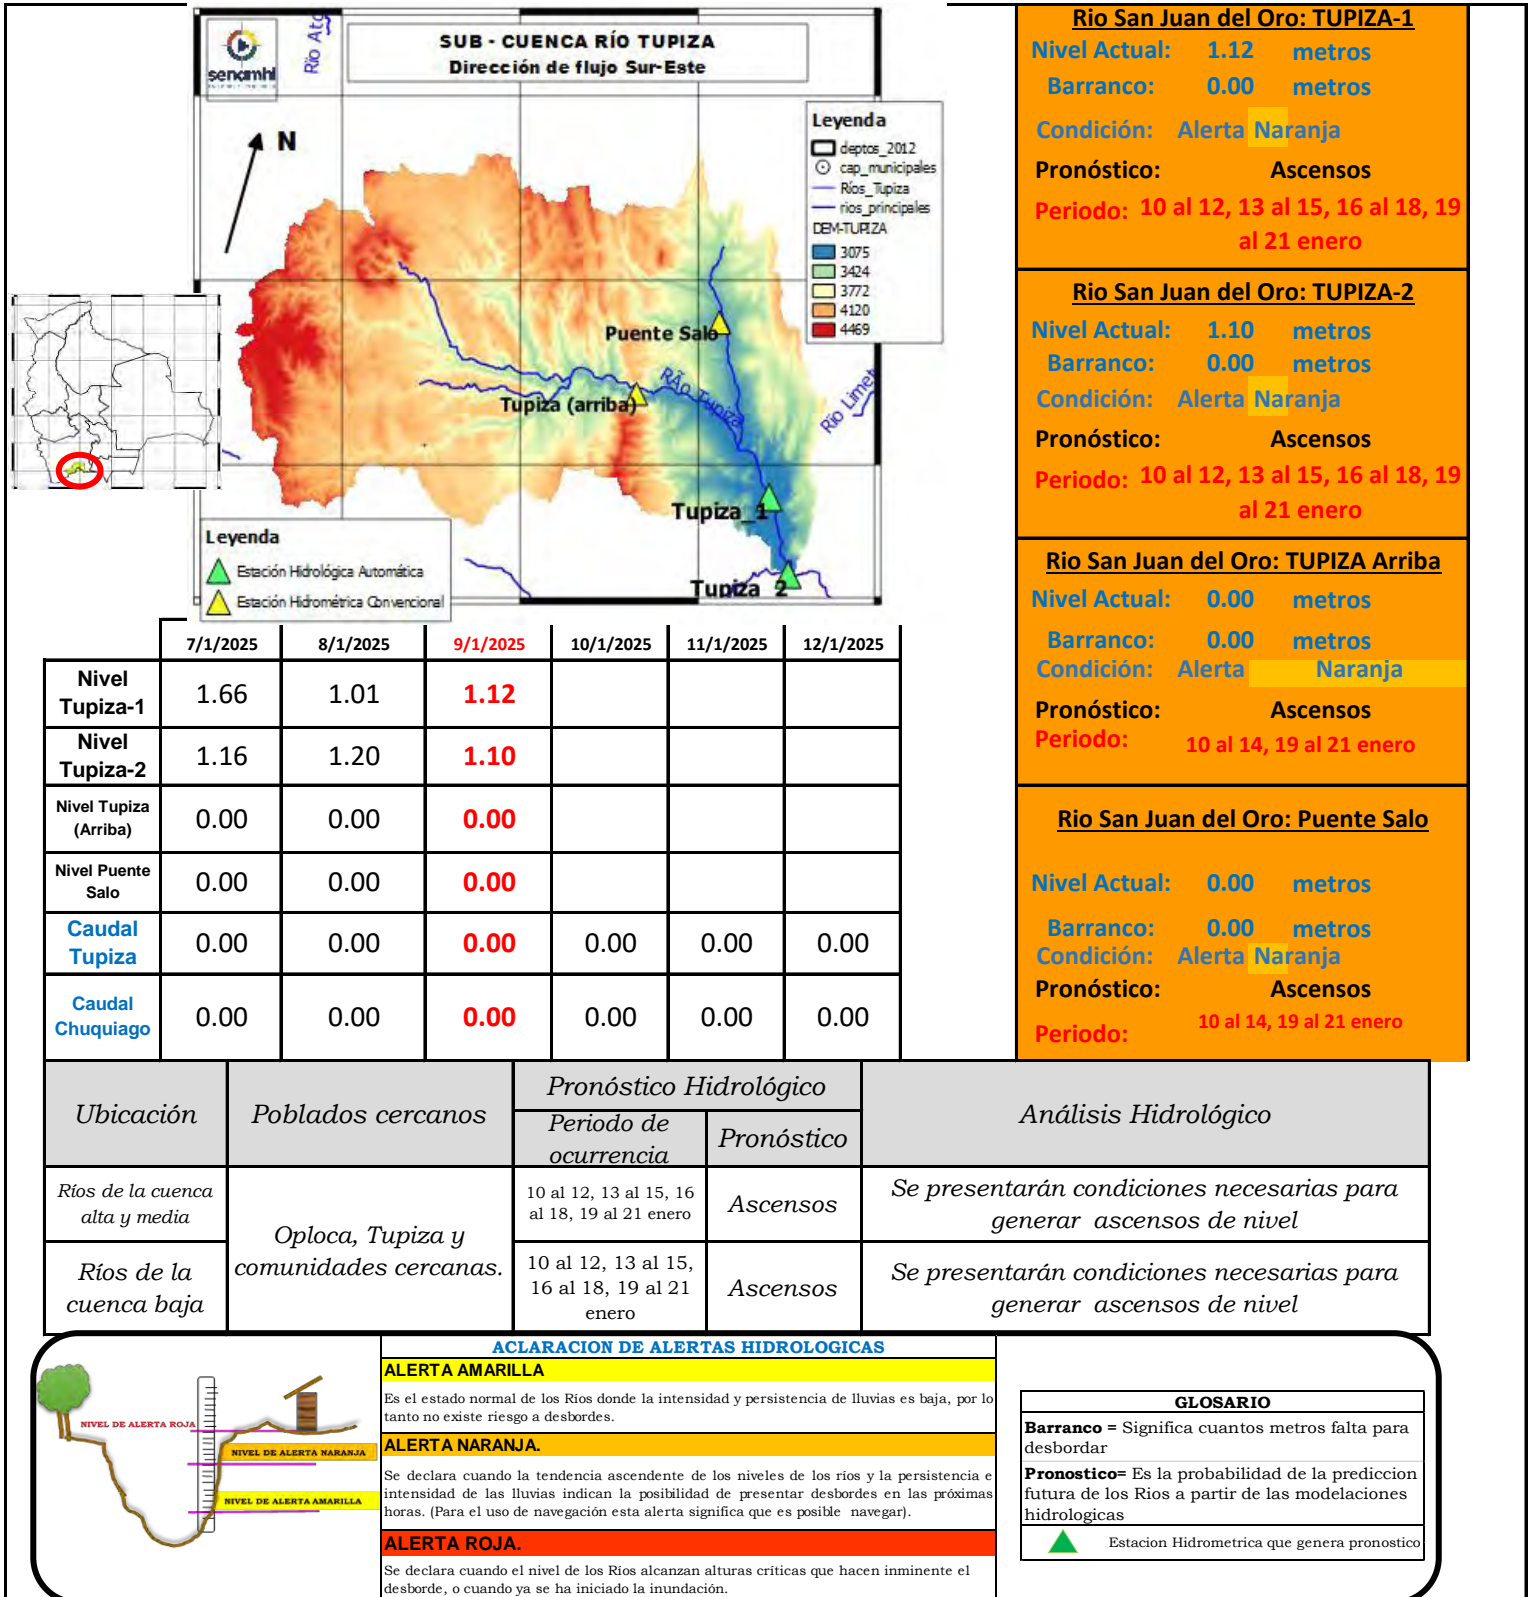 senamhi
Río Ato
SUB - CUENCA RÍO TUPIZA
Dirección de flujo Sur-Este
N
Leyenda
deptos_2012
cap_municipales
Ríos_Tupiza
rios_principales
DEM-TUPIZA
3075
3424
3772
4120
4469
Puente Salo
Tupiza (arriba)
RÃo Tupiza
Rio Limet
Tupiza_1
Tupiza_2
Leyenda
Estación Hidrológica Automática
Estación Hidrométrica Convencional
Rio San Juan del Oro: TUPIZA-1
Nivel Actual: 1.12 metros
Barranco: 0.00 metros
Condición: Alerta Naranja
Pronóstico: Ascensos
Periodo: 10 al 12, 13 al 15, 16 al 18, 19
al 21 enero
Rio San Juan del Oro: TUPIZA-2
Nivel Actual: 1.10 metros
Barranco: 0.00 metros
Condición: Alerta Naranja
Pronóstico: Ascensos
Periodo: 10 al 12, 13 al 15, 16 al 18, 19
al 21 enero
Rio San Juan del Oro: TUPIZA Arriba
Nivel Actual: 0.00 metros
Barranco: 0.00 metros
Condición: Alerta Naranja
Pronóstico: Ascensos
Periodo: 10 al 14, 19 al 21 enero
Rio San Juan del Oro: Puente Salo
Nivel Actual: 0.00 metros
Barranco: 0.00 metros
Condición: Alerta Naranja
Pronóstico: Ascensos
Periodo: 10 al 14, 19 al 21 enero
7/1/2025 8/1/2025 9/1/2025 10/1/2025 11/1/2025 12/1/2025
Nivel
Tupiza-1 1.66 1.01 1.12
Nivel
Tupiza-2 1.16 1.20 1.10
Nivel Tupiza
(Arriba) 0.00 0.00 0.00
Nivel Puente
Salo 0.00 0.00 0.00
Caudal
Tupiza 0.00 0.00 0.00 0.00 0.00 0.00
Caudal
Chuquiago 0.00 0.00 0.00 0.00 0.00 0.00
Ubicación
Poblados cercanos
Pronóstico Hidrológico
Periodo de
ocurrencia
Pronóstico
Análisis Hidrológico
Ríos de la cuenca
alta y media
Oploca, Tupiza y
comunidades cercanas.
10 al 12, 13 al 15, 16
al 18, 19 al 21 enero
Ascensos
Se presentarán condiciones necesarias para
generar ascensos de nivel
Ríos de la
cuenca baja
10 al 12, 13 al 15,
16 al 18, 19 al 21
enero
Ascensos
Se presentarán condiciones necesarias para
generar ascensos de nivel
NIVEL DE ALERTA ROJA
NIVEL DE ALERTA NARANJA
NIVEL DE ALERTA AMARILLA
ACLARACION DE ALERTAS HIDROLOGICAS
ALERTA AMARILLA
Es el estado normal de los Ríos donde la intensidad y persistencia de lluvias es baja, por lo
tanto no existe riesgo a desbordes.
ALERTA NARANJA.
Se declara cuando la tendencia ascendente de los niveles de los ríos y la persistencia e
intensidad de las lluvias indican la posibilidad de presentar desbordes en las próximas
horas. (Para el uso de navegación esta alerta significa que es posible navegar).
ALERTA ROJA.
Se declara cuando el nivel de los Ríos alcanzan alturas críticas que hacen inminente el
desborde, o cuando ya se ha iniciado la inundación.
GLOSARIO
Barranco = Significa cuantos metros falta para
desbordar
Pronostico= Es la probabilidad de la prediccion
futura de los Rios a partir de las modelaciones
hidrologicas
Estacion Hidrometrica que genera pronostico